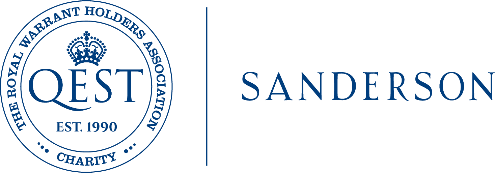 THE ROYAL WARRANT HOLDERS ASSOCIATION
QEST
EST. 1990
CHARITY
SANDERSON